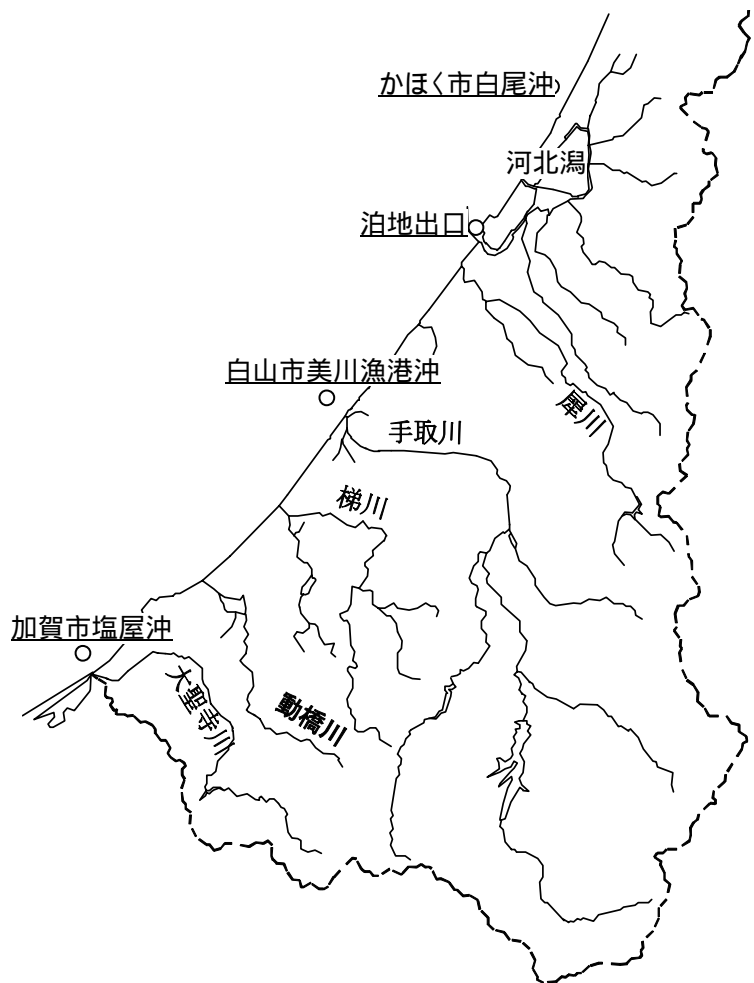 かほく市白尾沖
河北潟
泊地出口
白山市美川漁港沖
犀川
手取川
梯川
加賀市塩屋沖
大聖寺川
動橋川